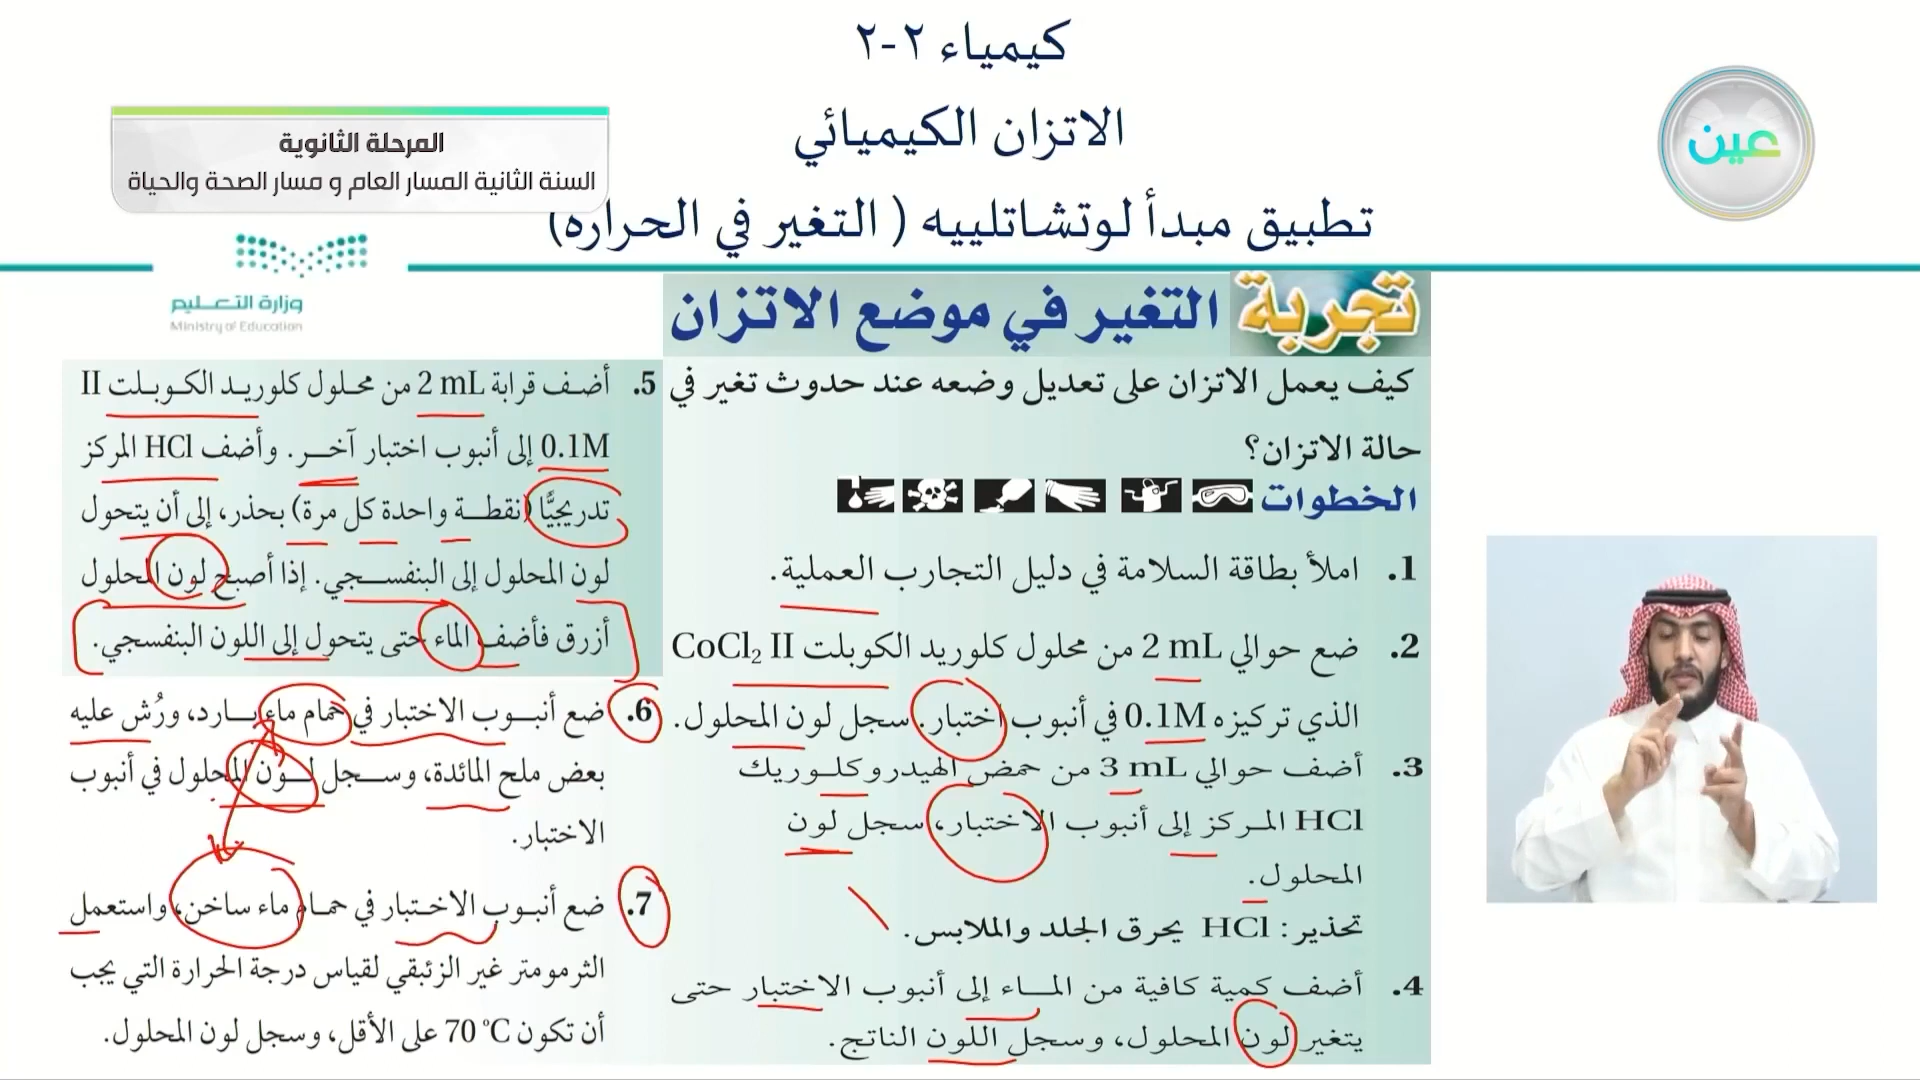 كيمياء ٢-٢
الاتزان الكيميائي
تطبيق مبدأ لوتشاتلييه ( التغير في الحراره)
عين
المرحلة الثانوية
السنة الثانية المسار العام و مسار الصحة والحياة
وزارة التعليم
Ministry of Education
تجربة
التغير في موضع الاتزان
كيف يعمل الاتزان على تعديل وضعه عند حدوث تغير في
حالة الاتزان؟
الخطوات
1. املأ بطاقة السلامة في دليل التجارب العملية.
2. ضع حوالي 2 mL من محلول كلوريد الكوبلت CoCl₂ II
الذي تركيزه 0.1M في أنبوب اختبار. سجل لون المحلول.
3. أضف حوالي 3 mL من حمض الهيدروكلوريك
HCl المركز إلى أنبوب الاختبار، سجل لون
المحلول.
تحذير: HCl يحرق الجلد والملابس.
4. أضف كمية كافية من الماء إلى أنبوب الاختبار حتى
يتغير لون المحلول، وسجل اللون الناتج.
5. أضف قرابة 2 mL من محلول كلوريد الكوبلت II
0.1M إلى أنبوب اختبار آخر. وأضف HCl المركز
تدريجيًّا (نقطة واحدة كل مرة) بحذر، إلى أن يتحول
لون المحلول إلى البنفسجي. إذا أصبح لون المحلول
أزرق فأضف الماء حتى يتحول إلى اللون البنفسجي.
6. ضع أنبوب الاختبار في حمام ماء بارد، ورُش عليه
بعض ملح المائدة، وسجل لون المحلول في أنبوب
الاختبار.
7. ضع أنبوب الاختبار في حمام ماء ساخن، واستعمل
الثرمومتر غير الزئبقي لقياس درجة الحرارة التي يجب
أن تكون 70 °C على الأقل، وسجل لون المحلول.